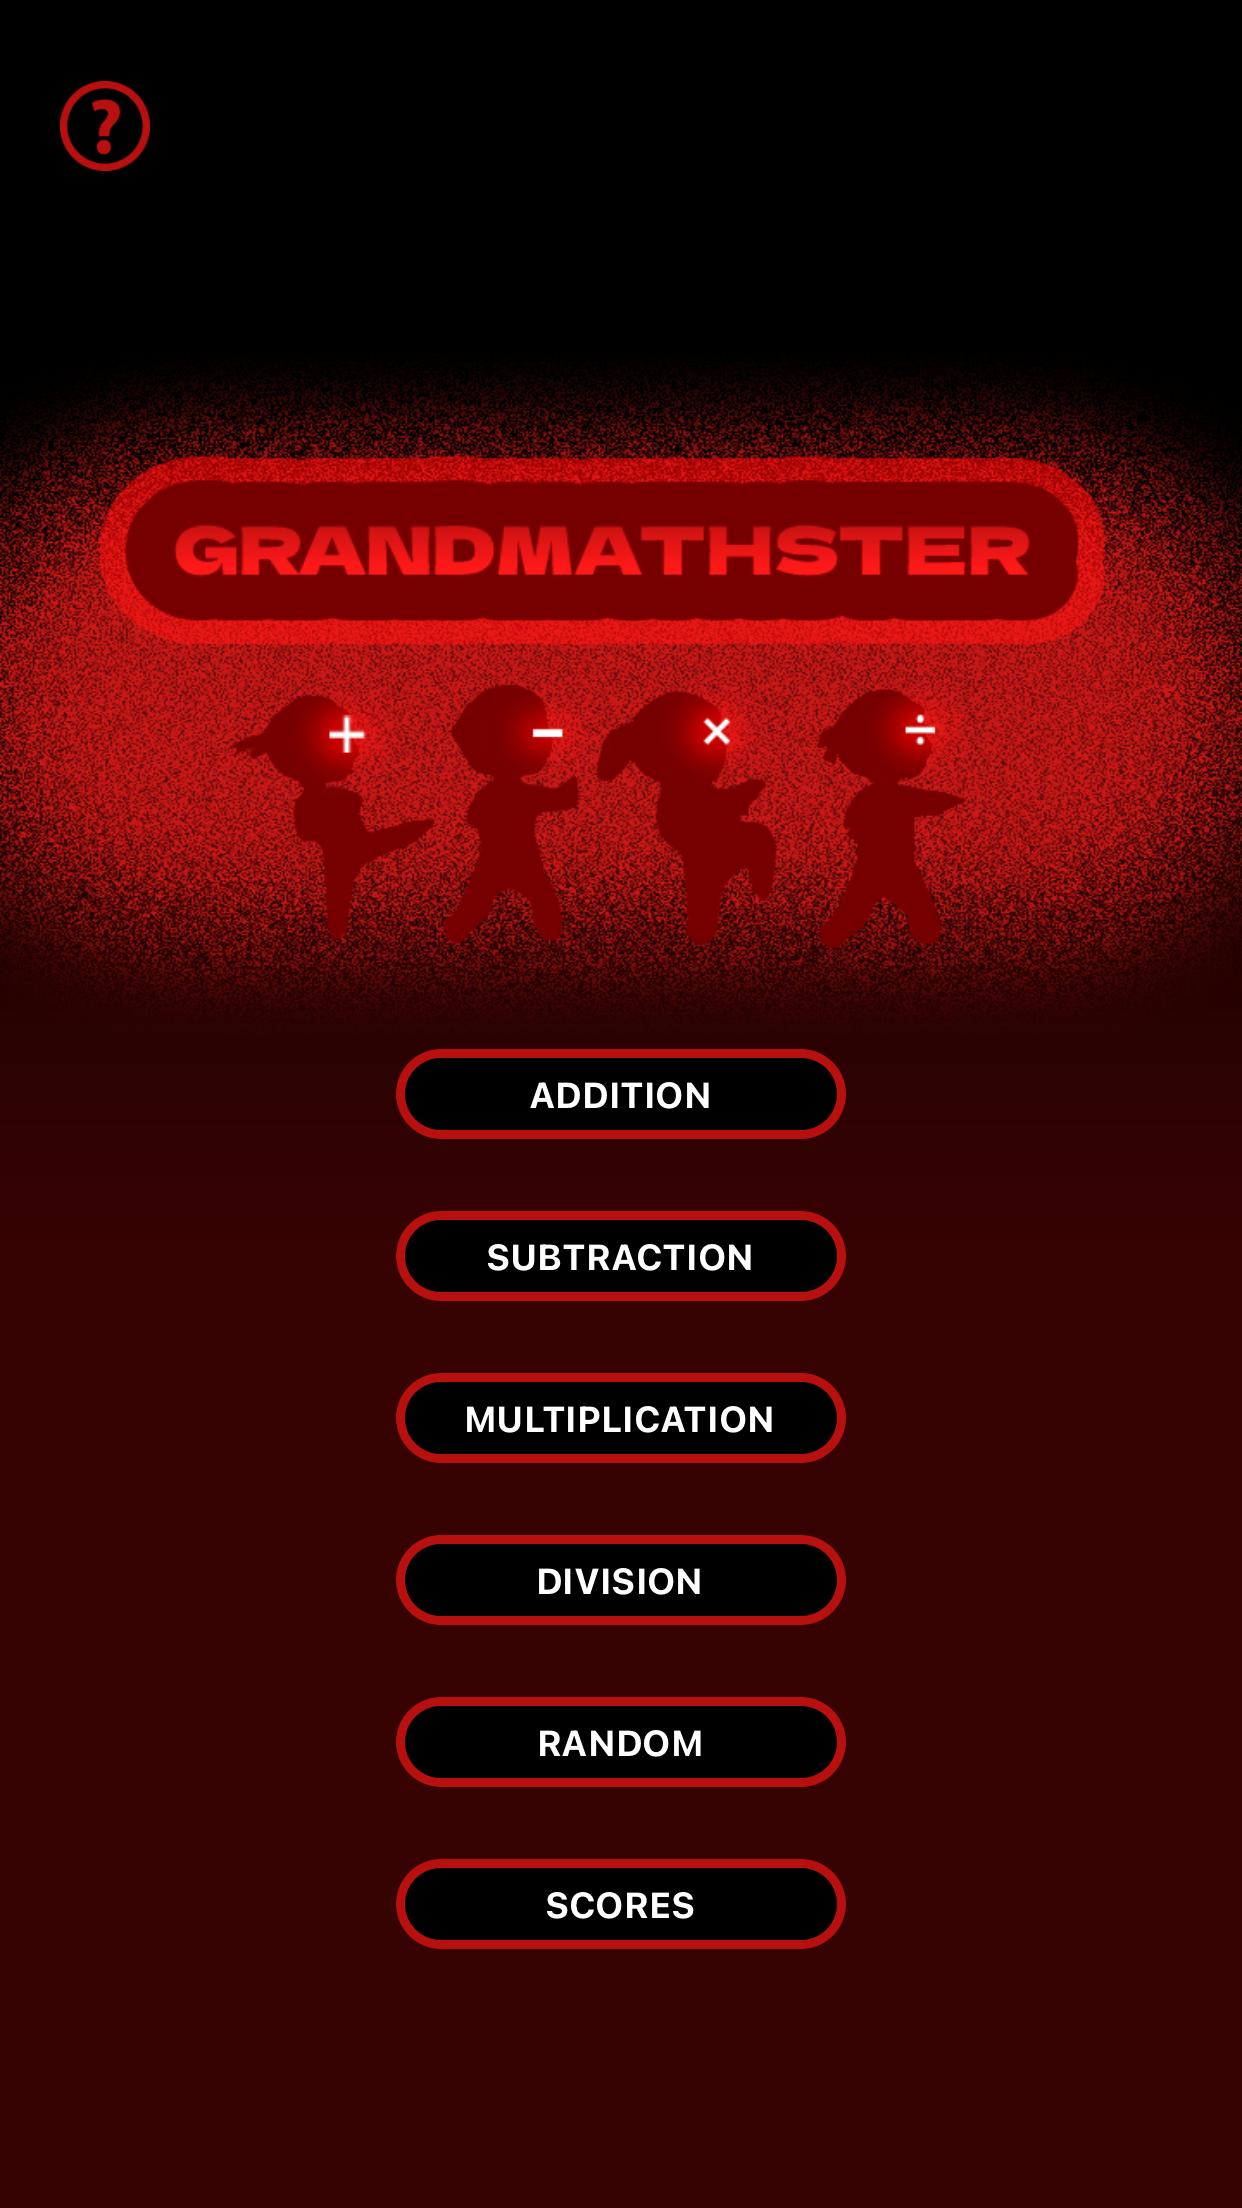 ?
GRANDMATHSTER
+ − × ÷
ADDITION
SUBTRACTION
MULTIPLICATION
DIVISION
RANDOM
SCORES